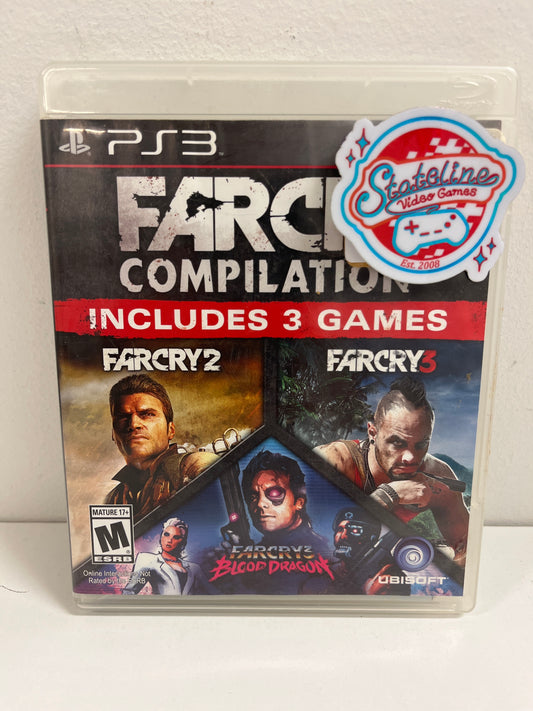 PS3
Stateline
Video Games
Est. 2008
FARC
COMPILATION
INCLUDES 3 GAMES
FARCRY 2
FARCRY 3
MATURE 17+
M
ESRB
FARCRY 3
BLOOD DRAGON
Online Interactions Not
Rated by the ESRB
UBISOFT